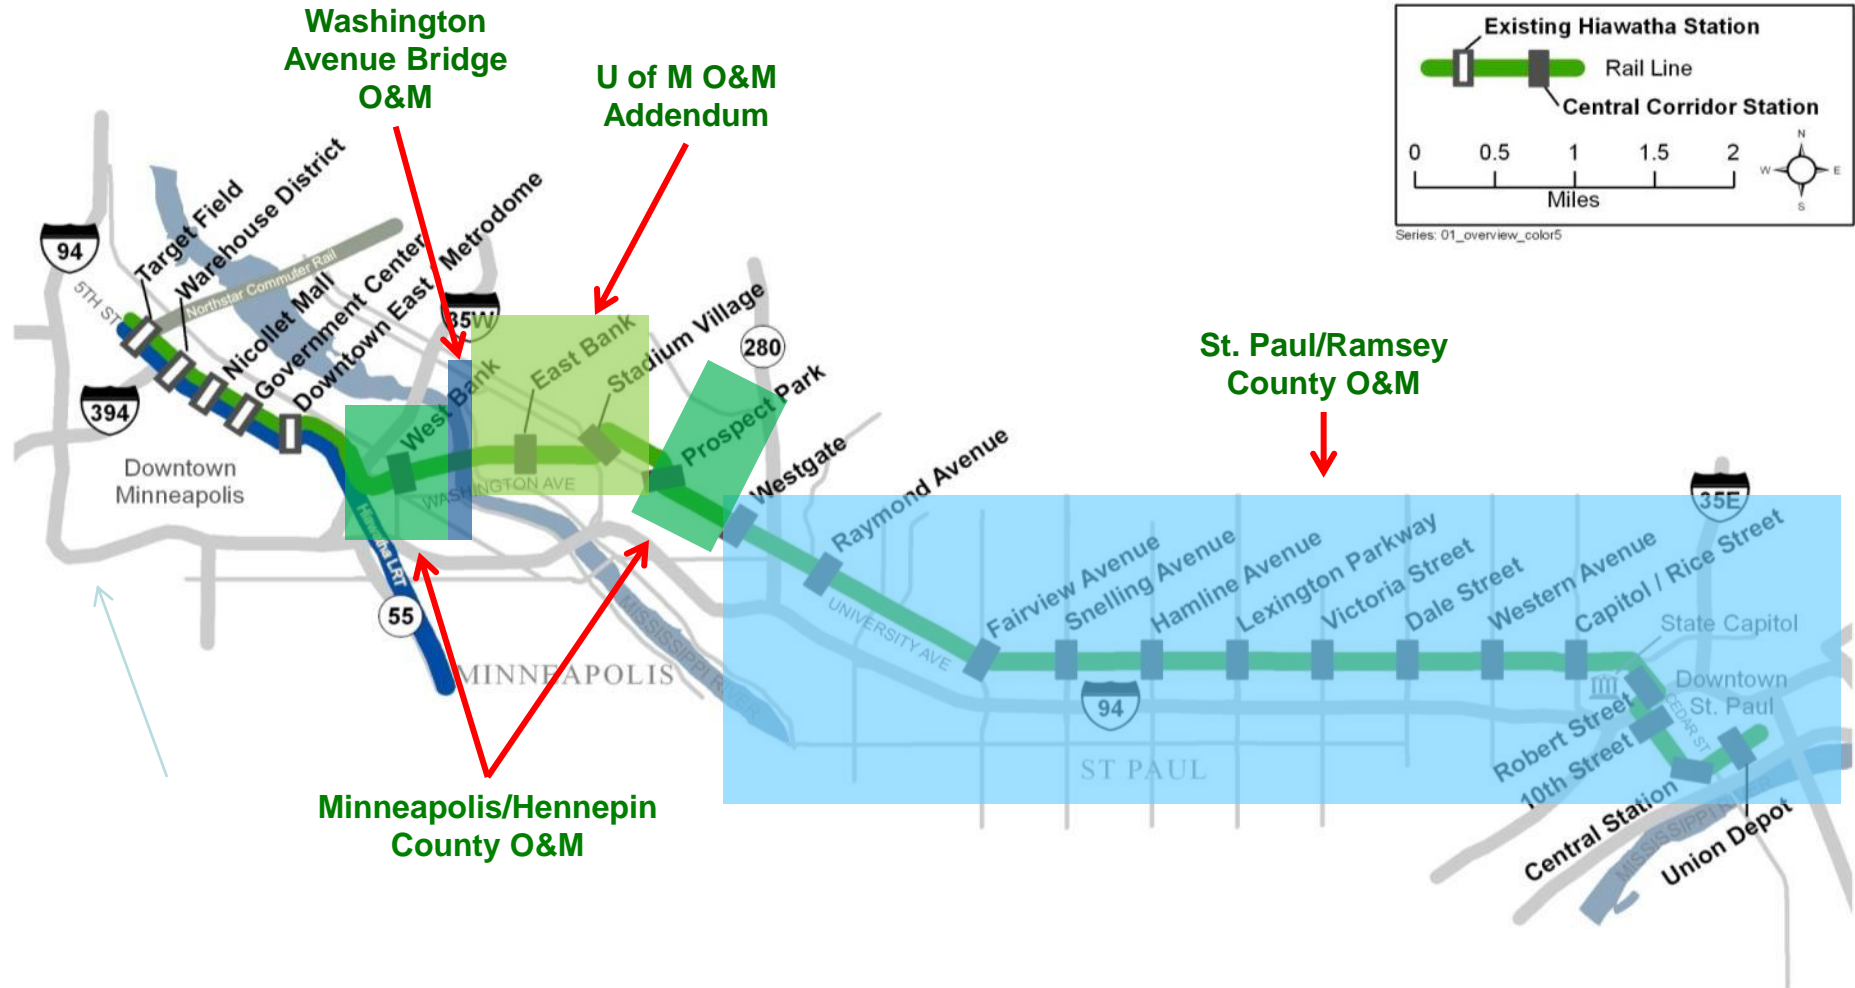 Washington
Avenue Bridge
O&M
U of M O&M
Addendum
Existing Hiawatha Station
Rail Line
Central Corridor Station
0 0.5 1 1.5 2
Miles
N
W
E
S
Series: 01_overview_color5
94
5TH ST
Target Field
Warehouse District
Northstar Commuter Rail
Nicollet Mall
Government Center
Downtown East / Metrodome
35W
394
Downtown
Minneapolis
West Bank
East Bank
Stadium Village
280
Prospect Park
WASHINGTON AVE
Hiawatha LRT
55
MINNEAPOLIS
MISSISSIPPI RIVER
Westgate
Raymond Avenue
UNIVERSITY AVE
St. Paul/Ramsey
County O&M
35E
Fairview Avenue
Snelling Avenue
Hamline Avenue
Lexington Parkway
Victoria Street
Dale Street
Western Avenue
Capitol / Rice Street
State Capitol
Downtown
St. Paul
94
ST PAUL
CEDAR ST
Robert Street
10th Street
Central Station
Union Depot
MISSISSIPPI RIVER
Minneapolis/Hennepin
County O&M